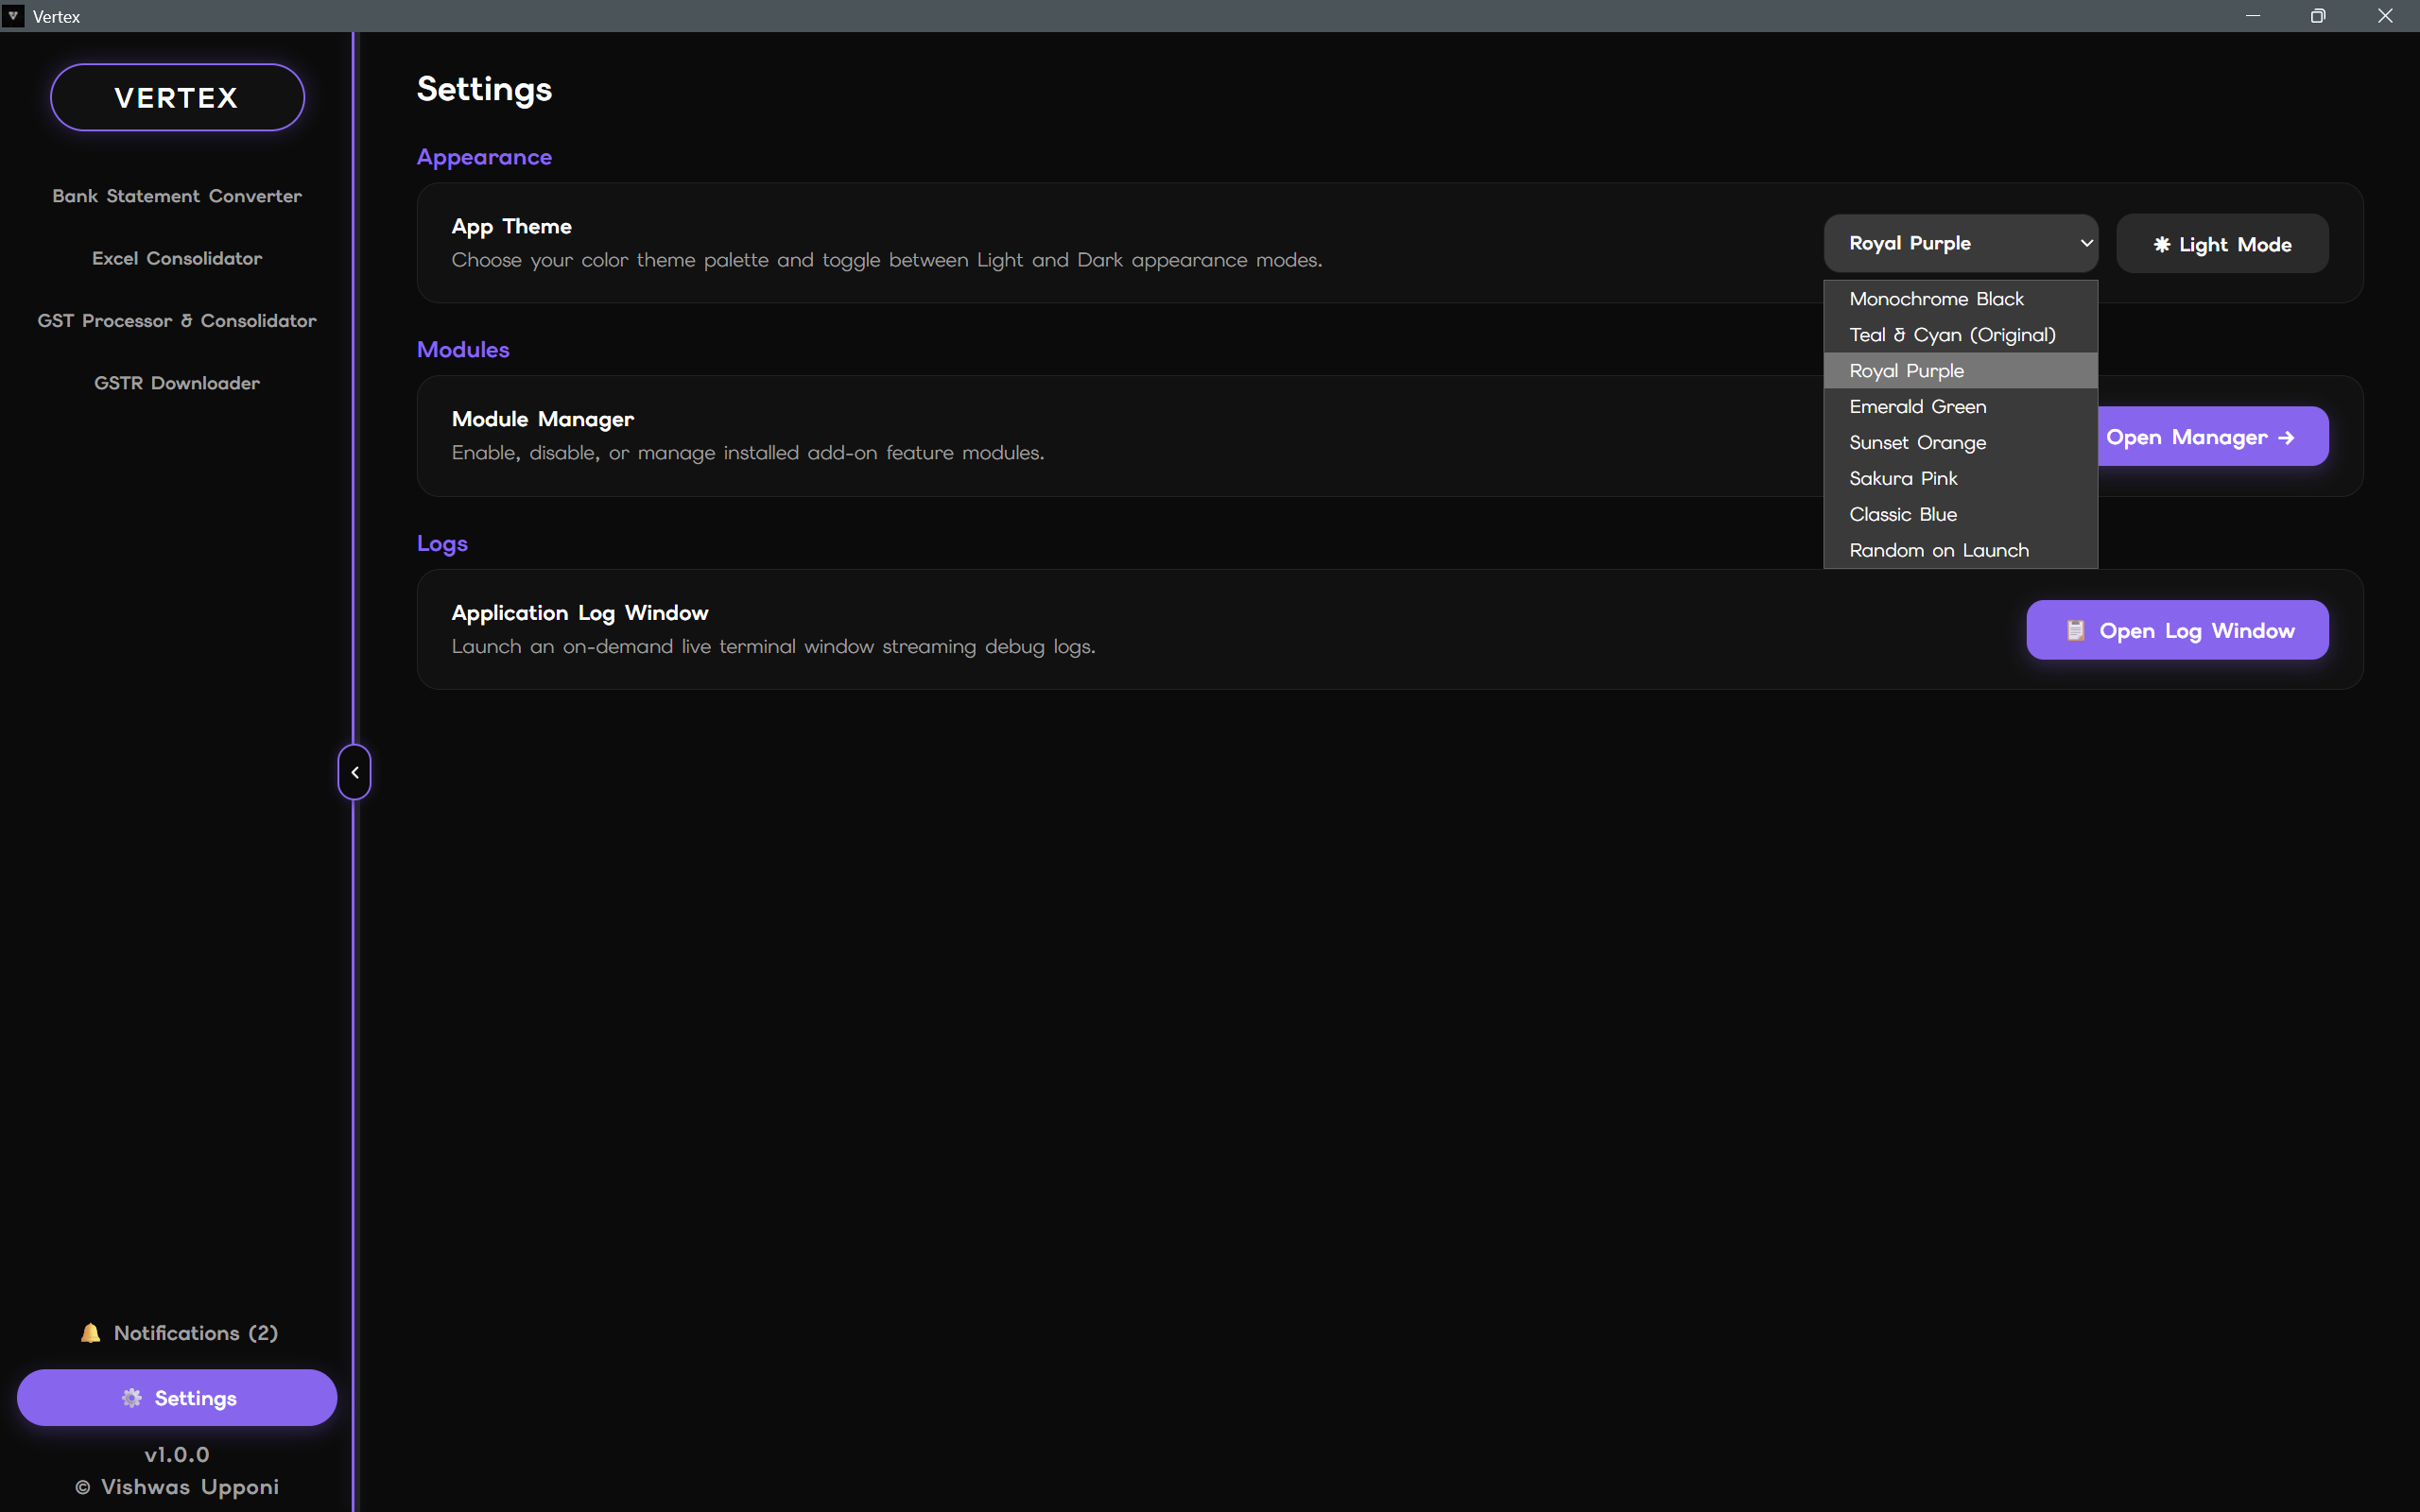 Vertex
VERTEX
Bank Statement Converter
Excel Consolidator
GST Processor & Consolidator
GSTR Downloader
Notifications (2)
Settings
v1.0.0
© Vishwas Upponi
Settings
Appearance
App Theme
Choose your color theme palette and toggle between Light and Dark appearance modes.
Royal Purple
Light Mode
Monochrome Black
Teal & Cyan (Original)
Royal Purple
Emerald Green
Sunset Orange
Sakura Pink
Classic Blue
Random on Launch
Modules
Module Manager
Enable, disable, or manage installed add-on feature modules.
Open Manager →
Logs
Application Log Window
Launch an on-demand live terminal window streaming debug logs.
Open Log Window